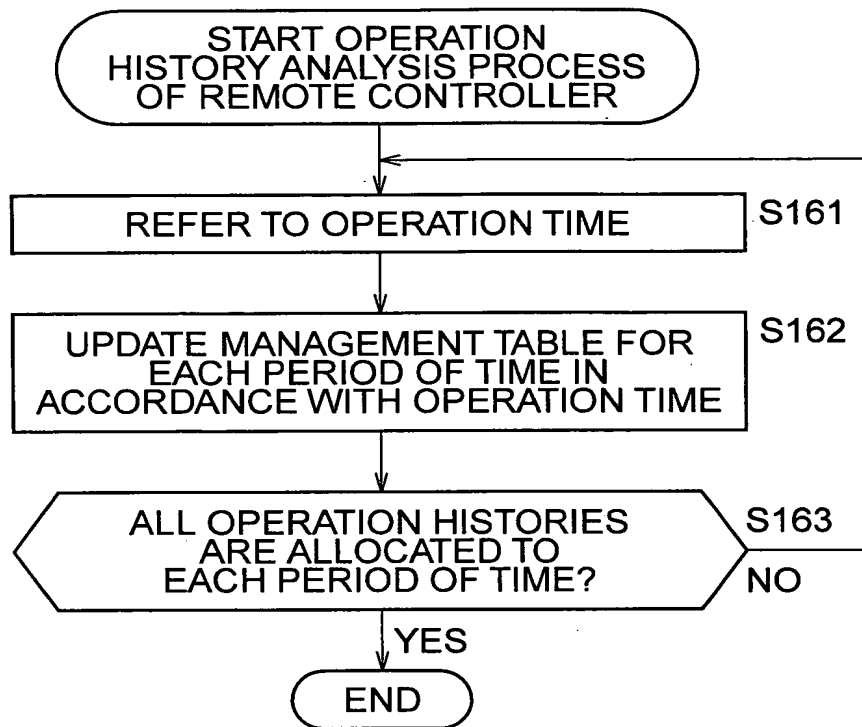 START OPERATION
HISTORY ANALYSIS PROCESS
OF REMOTE CONTROLLER
REFER TO OPERATION TIME
S161
UPDATE MANAGEMENT TABLE FOR
EACH PERIOD OF TIME IN
ACCORDANCE WITH OPERATION TIME
S162
ALL OPERATION HISTORIES
ARE ALLOCATED TO
EACH PERIOD OF TIME?
S163
NO
YES
END